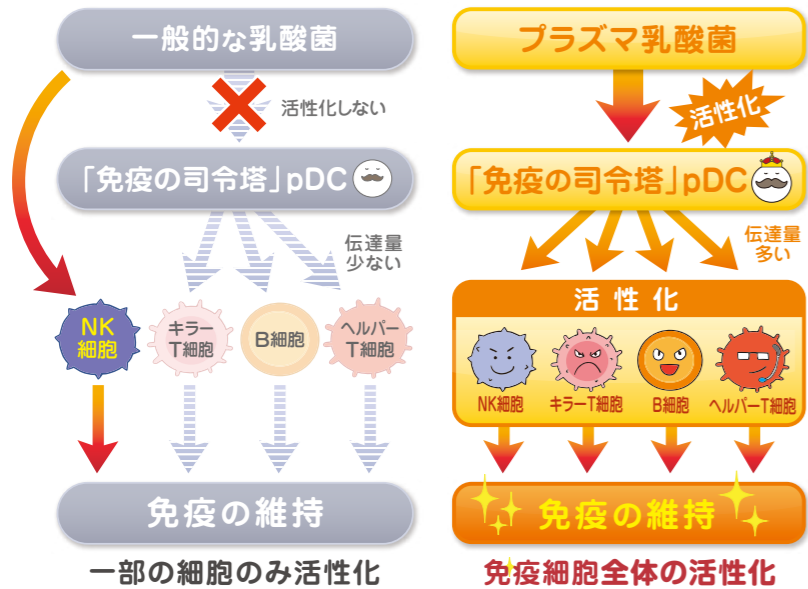 一般的な乳酸菌
活性化しない
「免疫の司令塔」pDC
伝達量
少ない
NK
細胞
キラー
T細胞
B細胞
ヘルパー
T細胞
免疫の維持
一部の細胞のみ活性化
プラズマ乳酸菌
活性化
「免疫の司令塔」pDC
伝達量
多い
活性化
NK細胞
キラーT細胞
B細胞
ヘルパーT細胞
免疫の維持
免疫細胞全体の活性化